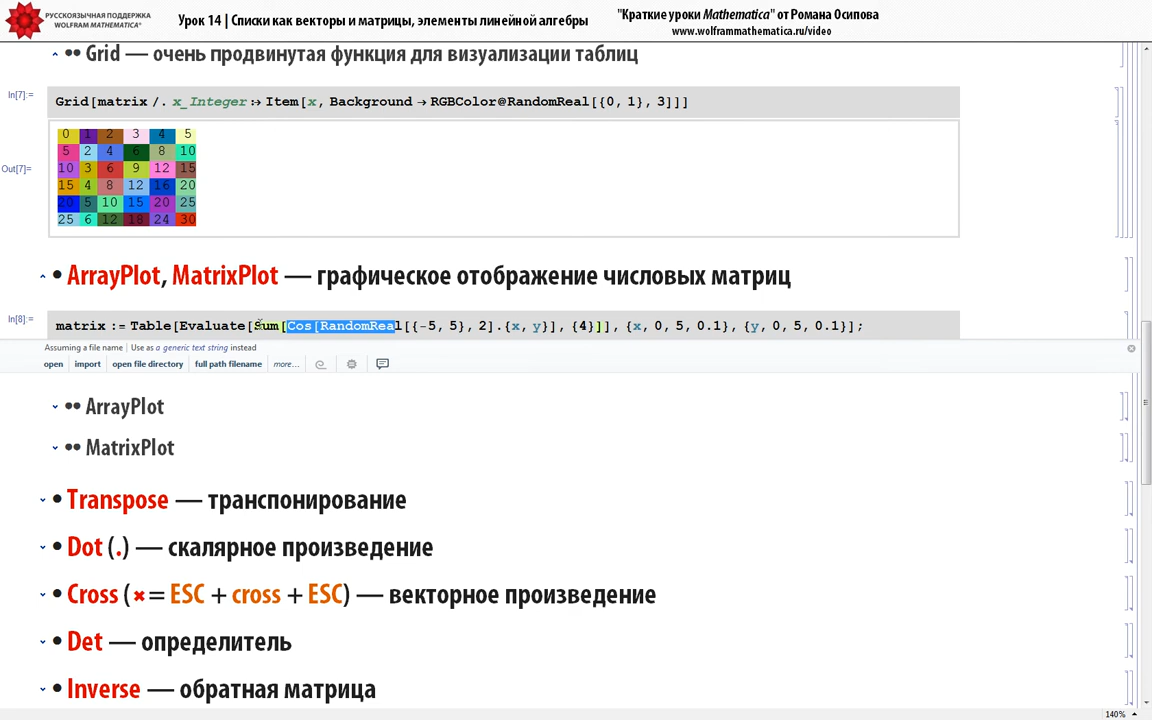 РУССКОЯЗЫЧНАЯ ПОДДЕРЖКА
WOLFRAM MATHEMATICA®
Урок 14 | Списки как векторы и матрицы, элементы линейной алгебры
"Краткие уроки Mathematica" от Романа Осипова
www.wolframmathematica.ru/video
•• Grid — очень продвинутая функция для визуализации таблиц
In[7]:= Grid[matrix /. x_Integer :> Item[x, Background → RGBColor@RandomReal[{0, 1}, 3]]]
Out[7]=
0 1 2 3 4 5
5 2 4 6 8 10
10 3 6 9 12 15
15 4 8 12 16 20
20 5 10 15 20 25
25 6 12 18 24 30
• ArrayPlot, MatrixPlot — графическое отображение числовых матриц
In[8]:= matrix := Table[Evaluate[Sum[Cos[RandomReal[{-5, 5}, 2].{x, y}], {4}]], {x, 0, 5, 0.1}, {y, 0, 5, 0.1}];
Assuming a file name | Use as a generic text string instead
open import open file directory full path filename more...
•• ArrayPlot
•• MatrixPlot
• Transpose — транспонирование
• Dot (.) — скалярное произведение
• Cross (× = ESC + cross + ESC) — векторное произведение
• Det — определитель
• Inverse — обратная матрица
140%